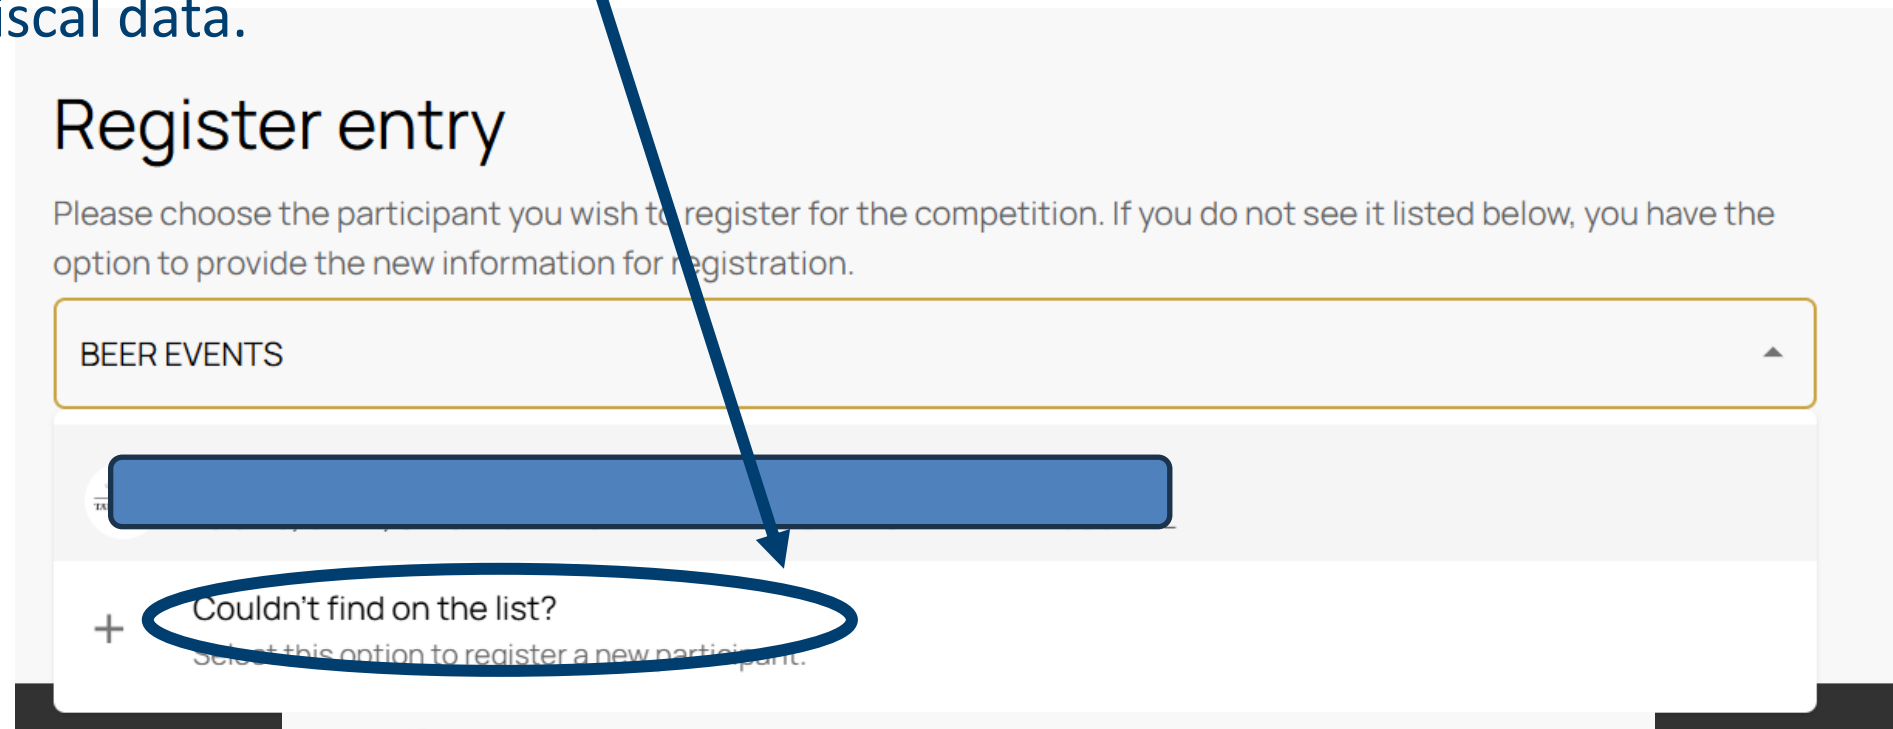 iscal data.
Register entry
Please choose the participant you wish to register for the competition. If you do not see it listed below, you have the
option to provide the new information for registration.
BEER EVENTS
Couldn't find on the list?
Select this option to register a new participant.